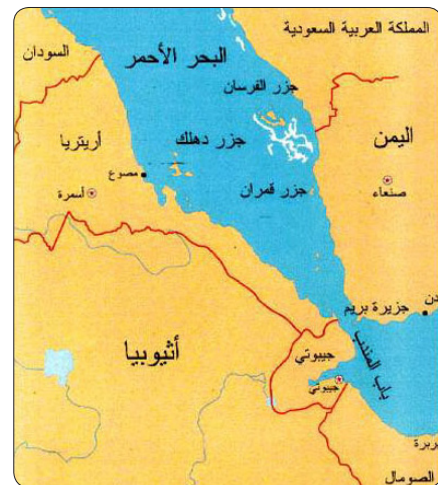 المملكة العربية السعودية
السودان
البحر الأحمر
جزر الفرسان
أريتريا
جزر دهلك
اليمن
مصوع
أسمرة
جزر قمران
صنعاء
جزيرة بريم
أثيوبيا
جيبوتي
باب المندب
جيبوتي
الصومال